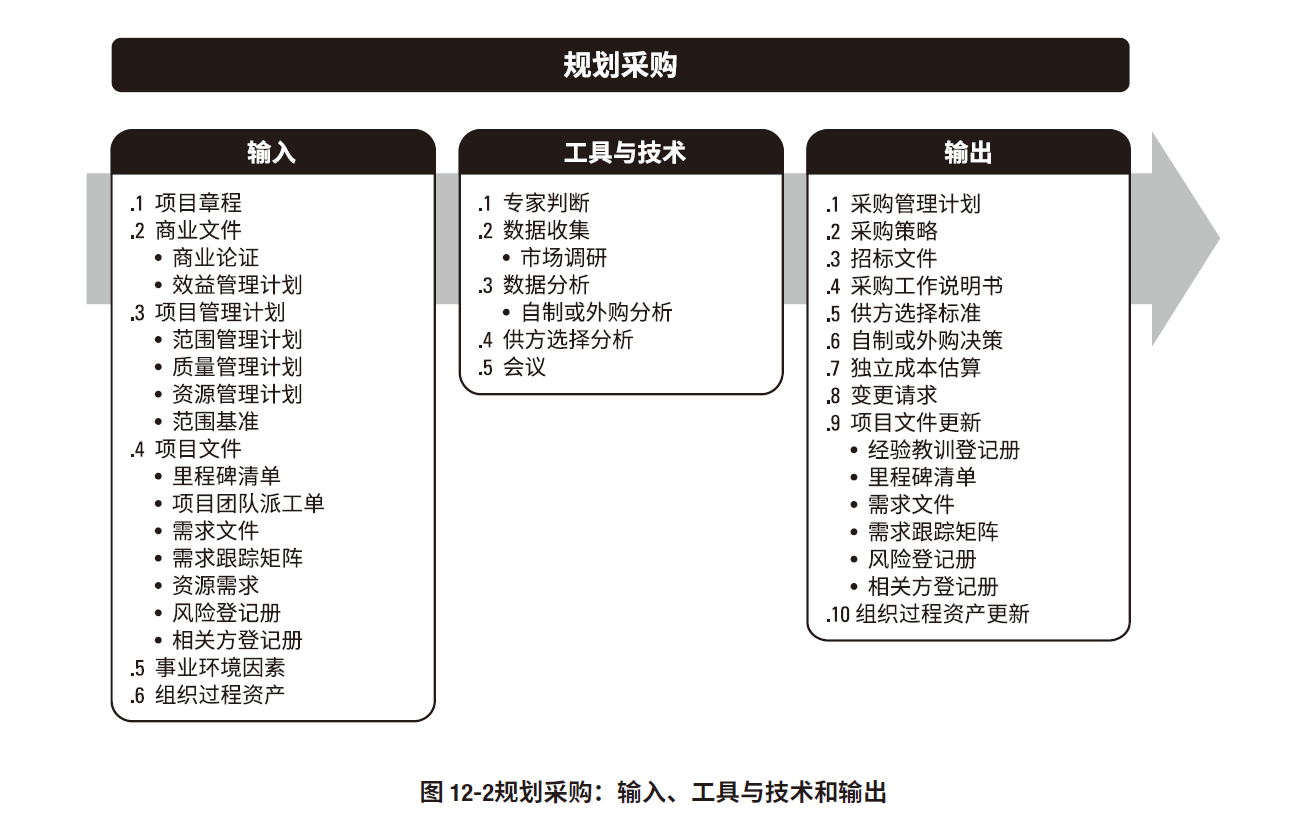 规划采购
输入
.1 项目章程
.2 商业文件
• 商业论证
• 效益管理计划
.3 项目管理计划
• 范围管理计划
• 质量管理计划
• 资源管理计划
• 范围基准
.4 项目文件
• 里程碑清单
• 项目团队派工单
• 需求文件
• 需求跟踪矩阵
• 资源需求
• 风险登记册
• 相关方登记册
.5 事业环境因素
.6 组织过程资产
工具与技术
.1 专家判断
.2 数据收集
• 市场调研
.3 数据分析
• 自制或外购分析
.4 供方选择分析
.5 会议
输出
.1 采购管理计划
.2 采购策略
.3 招标文件
.4 采购工作说明书
.5 供方选择标准
.6 自制或外购决策
.7 独立成本估算
.8 变更请求
.9 项目文件更新
• 经验教训登记册
• 里程碑清单
• 需求文件
• 需求跟踪矩阵
• 风险登记册
• 相关方登记册
.10 组织过程资产更新
图 12-2规划采购：输入、工具与技术和输出